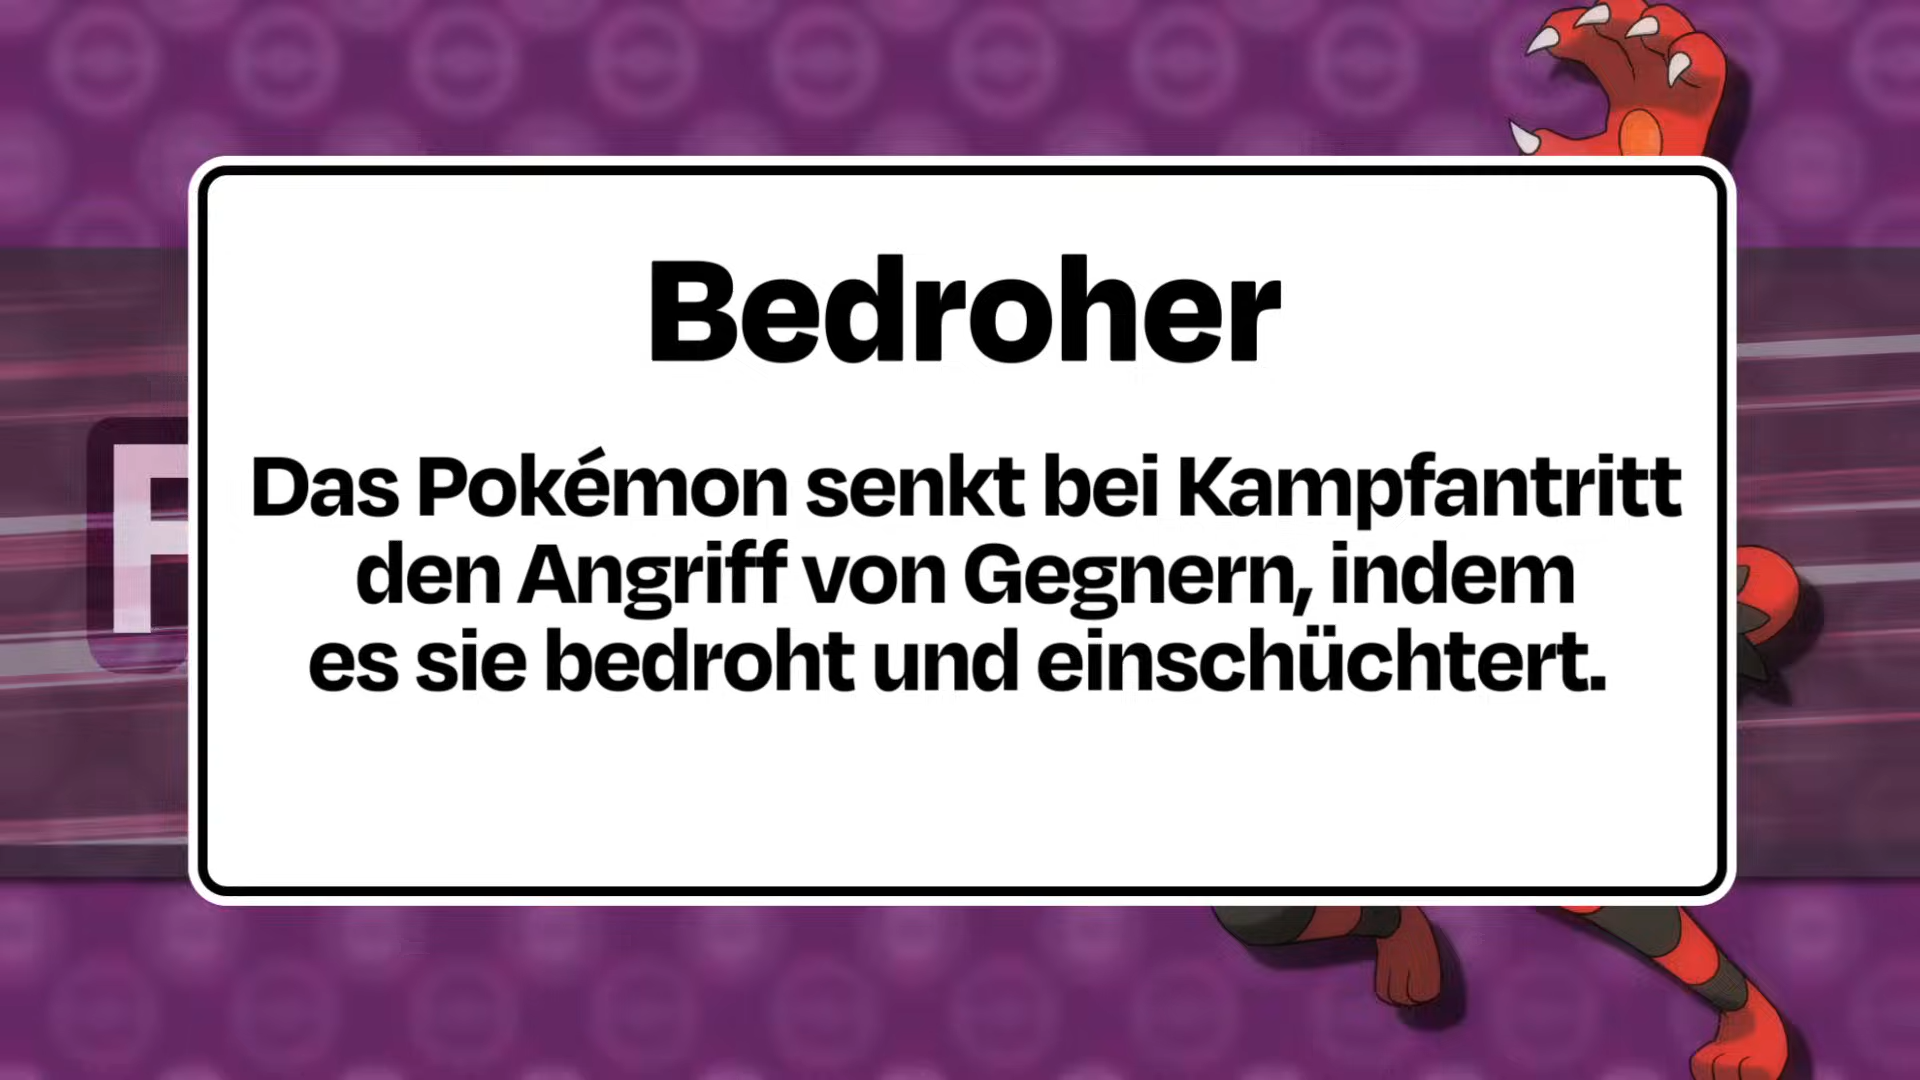 Bedroher
Das Pokémon senkt bei Kampfantritt
den Angriff von Gegnern, indem
es sie bedroht und einschüchtert.